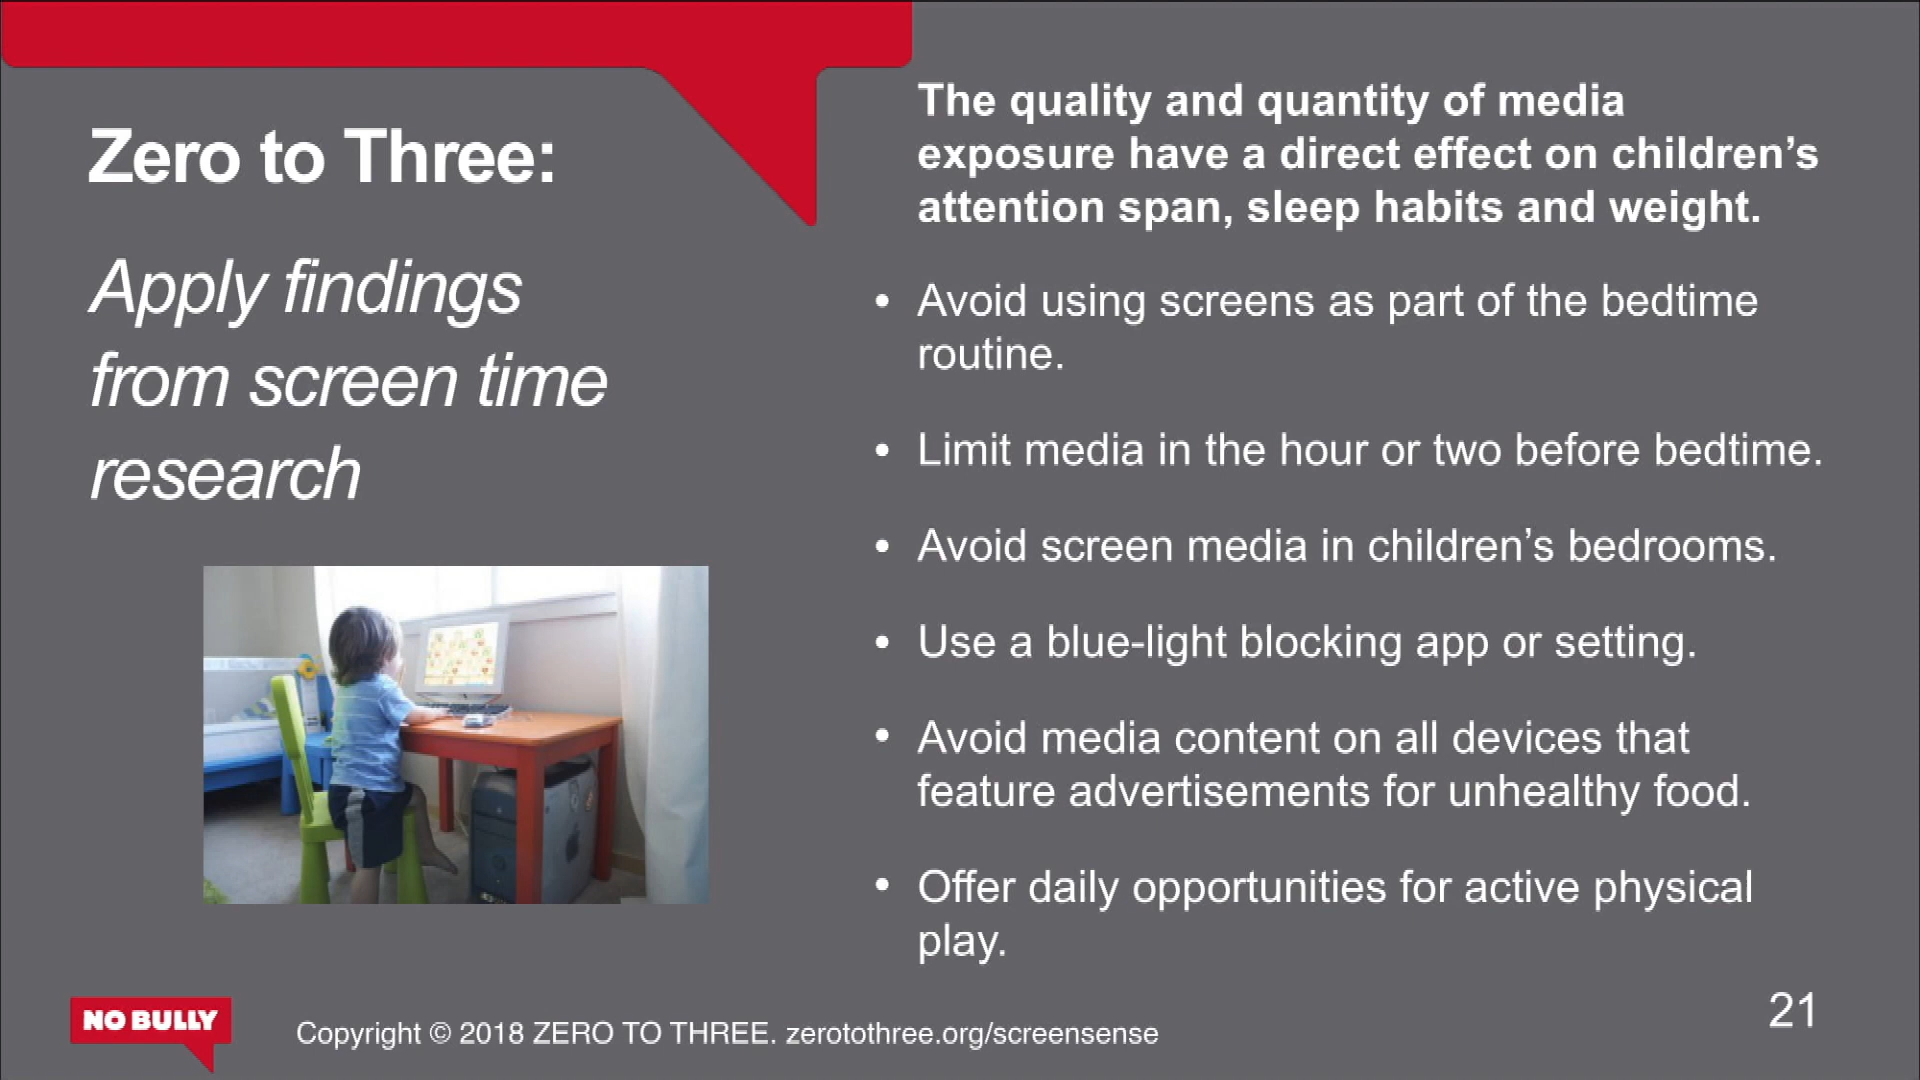 Zero to Three:
Apply findings
from screen time
research
The quality and quantity of media
exposure have a direct effect on children’s
attention span, sleep habits and weight.
• Avoid using screens as part of the bedtime
routine.
• Limit media in the hour or two before bedtime.
• Avoid screen media in children’s bedrooms.
• Use a blue-light blocking app or setting.
• Avoid media content on all devices that
feature advertisements for unhealthy food.
• Offer daily opportunities for active physical
play.
NO BULLY
Copyright © 2018 ZERO TO THREE. zerotothree.org/screensense
21